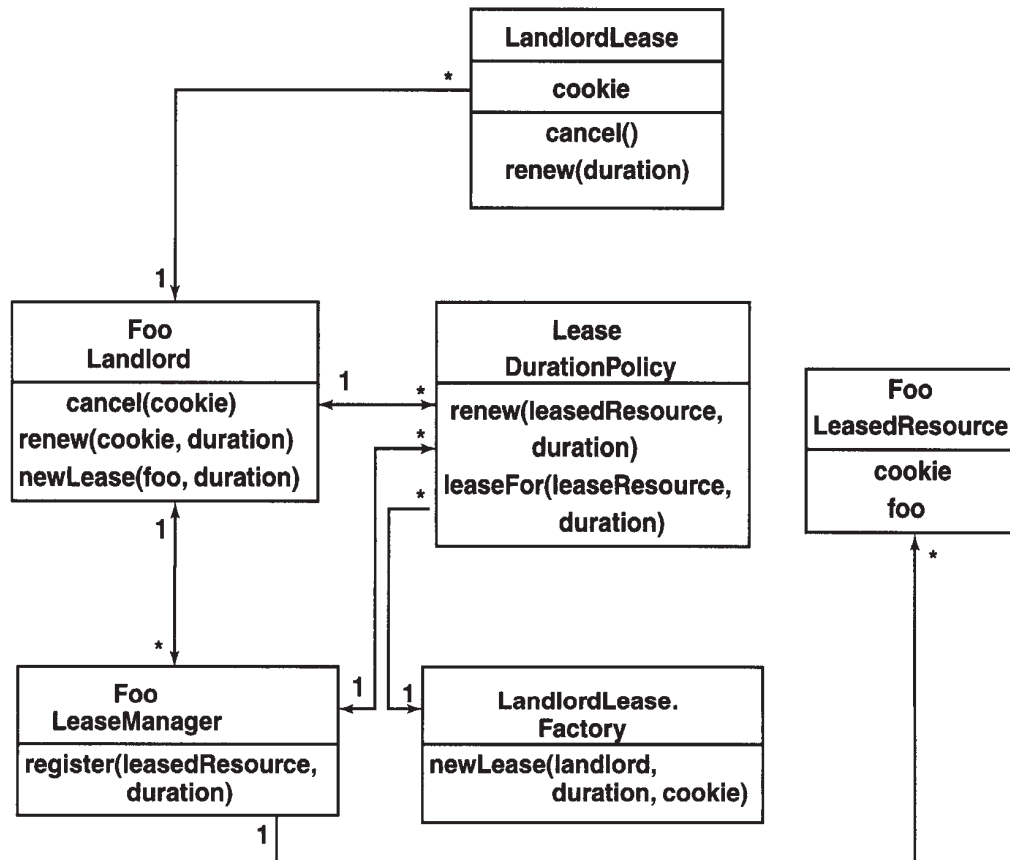 LandlordLease
cookie
cancel()
renew(duration)
*
1
Foo
Landlord
cancel(cookie)
renew(cookie, duration)
newLease(foo, duration)
1
*
Lease
DurationPolicy
renew(leasedResource,
duration)
leaseFor(leaseResource,
duration)
*
*
Foo
LeasedResource
cookie
foo
*
1
*
Foo
LeaseManager
register(leasedResource,
duration)
1
1
LandlordLease.
Factory
newLease(landlord,
duration, cookie)
1